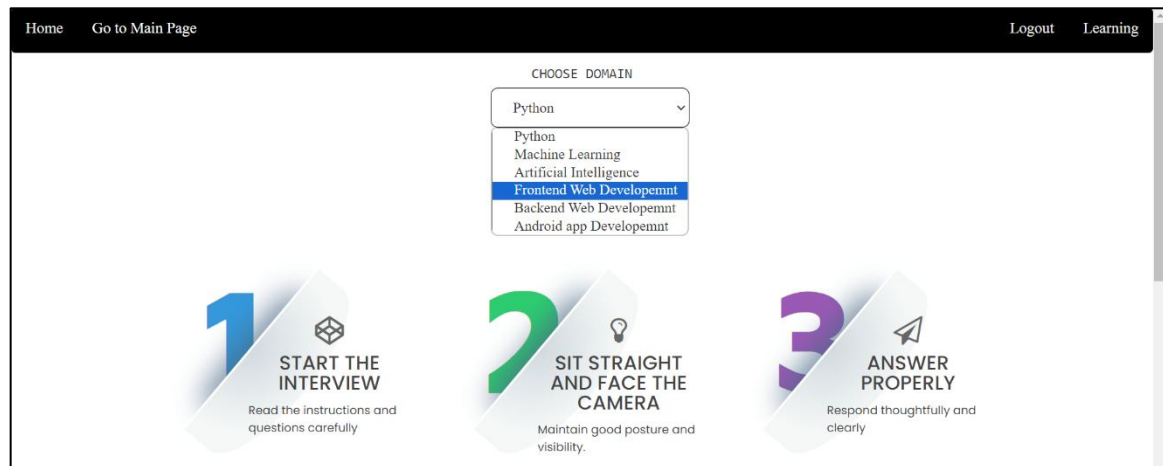 Home Go to Main Page Logout Learning
CHOOSE DOMAIN
Python
Python
Machine Learning
Artificial Intelligence
Frontend Web Developemnt
Backend Web Developemnt
Android app Developemnt
1
START THE
INTERVIEW
Read the instructions and
questions carefully
2
SIT STRAIGHT
AND FACE THE
CAMERA
Maintain good posture and
visibility.
3
ANSWER
PROPERLY
Respond thoughtfully and
clearly